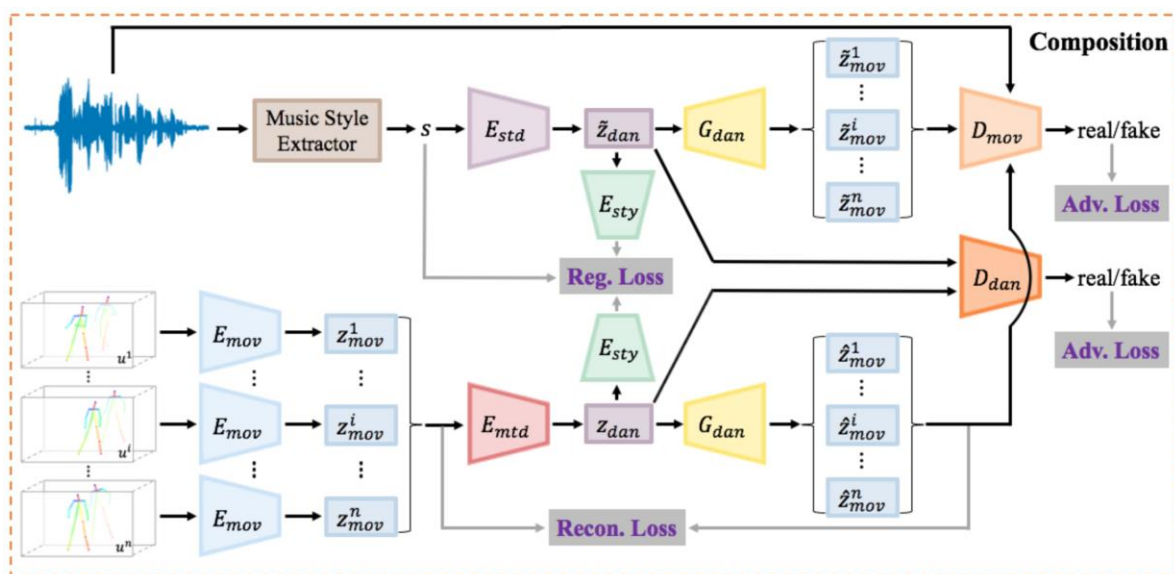 Composition
Music Style
Extractor
s
E_std
z̃_dan
G_dan
z̃^1_mov
⋮
z̃^i_mov
⋮
z̃^n_mov
D_mov
real/fake
Adv. Loss
E_sty
Reg. Loss
E_sty
D_dan
real/fake
Adv. Loss
u^1
⋮
u^i
⋮
u^n
E_mov
⋮
E_mov
⋮
E_mov
z^1_mov
⋮
z^i_mov
⋮
z^n_mov
E_mtd
z_dan
G_dan
ẑ^1_mov
⋮
ẑ^i_mov
⋮
ẑ^n_mov
Recon. Loss